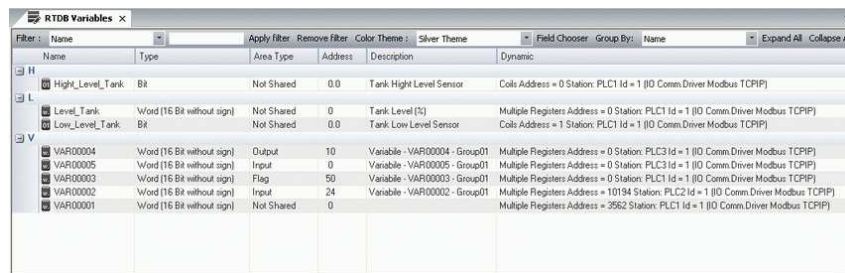 RTDB Variables ×
Filter : Name Apply filter Remove filter Color Theme : Silver Theme Field Chooser Group By: Name Expand All Collapse
Name Type Area Type Address Description Dynamic
H
Hight_Level_Tank Bit Not Shared 0.0 Tank Hight Level Sensor Coils Address = 0 Station: PLC1 Id = 1 (IO Comm.Driver Modbus TCPIP)
L
Level_Tank Word (16 Bit without sign) Not Shared 0 Tank Level (%) Multiple Registers Address = 0 Station: PLC1 Id = 1 (IO Comm.Driver Modbus TCPIP)
Low_Level_Tank Bit Not Shared 0.0 Tank Low Level Sensor Coils Address = 1 Station: PLC1 Id = 1 (IO Comm.Driver Modbus TCPIP)
V
VAR00004 Word (16 Bit without sign) Output 10 Variabile - VAR00004 - Group01 Multiple Registers Address = 0 Station: PLC3 Id = 1 (IO Comm.Driver Modbus TCPIP)
VAR00005 Word (16 Bit without sign) Input 0 Variabile - VAR00005 - Group01 Multiple Registers Address = 0 Station: PLC3 Id = 1 (IO Comm.Driver Modbus TCPIP)
VAR00003 Word (16 Bit without sign) Flag 50 Variabile - VAR00003 - Group01 Multiple Registers Address = 0 Station: PLC3 Id = 1 (IO Comm.Driver Modbus TCPIP)
VAR00002 Word (16 Bit without sign) Input 24 Variabile - VAR00002 - Group01 Multiple Registers Address = 10194 Station: PLC2 Id = 1 (IO Comm.Driver Modbus TCPIP)
VAR00001 Word (16 Bit without sign) Not Shared 0 Multiple Registers Address = 3562 Station: PLC1 Id = 1 (IO Comm.Driver Modbus TCPIP)